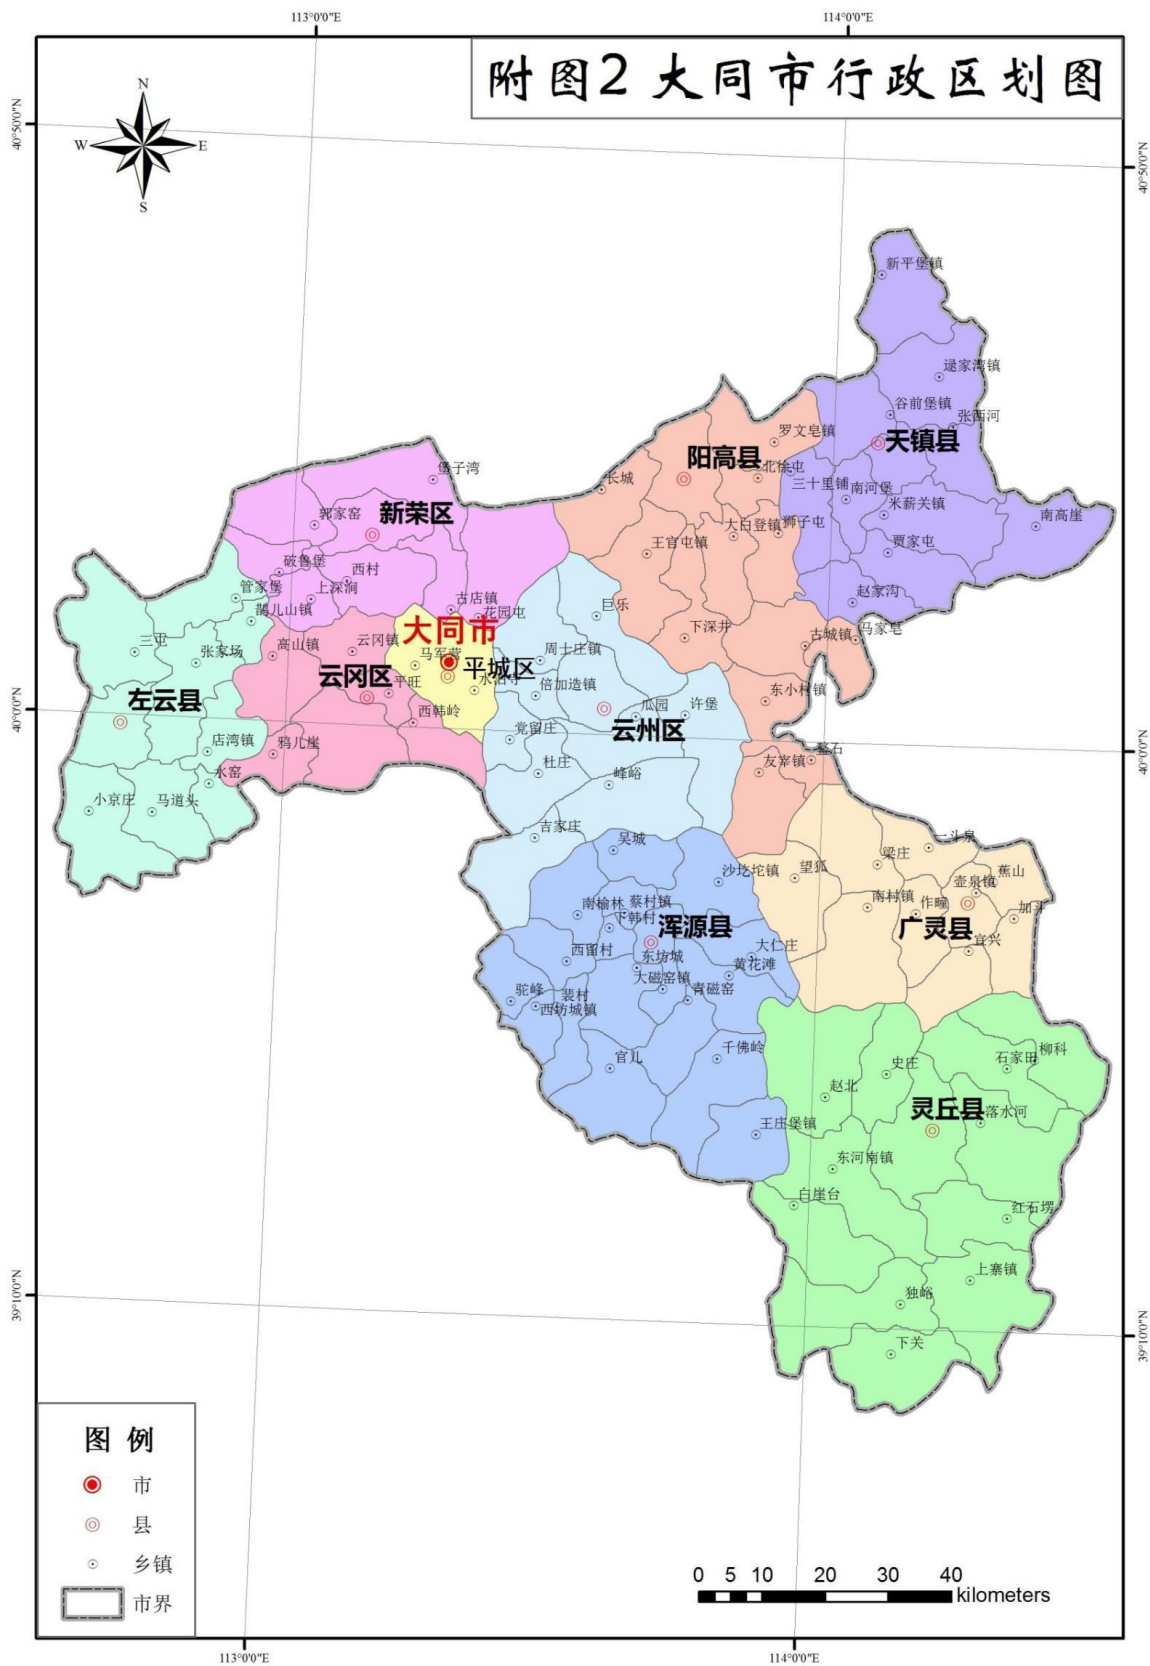 113°0'0"E
114°0'0"E
附图2 大同市行政区划图
N
W
E
S
40°50'0"N
40°50'0"N
新平堡镇
逯家湾镇
谷前堡镇
张西河
天镇县
罗文皂镇
阳高县
北徐屯
三十里铺
南河堡
米薪关镇
南高崖
堡子湾
长城
郭家窑
新荣区
大白登镇
狮子屯
王官屯镇
贾家屯
破鲁堡
西村
管家堡
上深涧
赵家沟
鹊儿山镇
古店镇
花园屯
巨乐
大同市
下深井
古城镇
马家皂
三屯
张家场
高山镇
云冈镇
马军营
平城区
周士庄镇
云冈区
平旺
水泊寺
倍加造镇
东小村镇
左云县
西韩岭
瓜园
许堡
云州区
党留庄
40°0'0"N
40°0'0"N
店湾镇
鸦儿崖
友宰镇
鳌石
水窑
杜庄
峰峪
小京庄
马道头
吉家庄
吴城
一斗泉
梁庄
沙圪坨镇
望狐
蕉山
壶泉镇
南村镇
作疃
加斗
广灵县
宜兴
南榆林
蔡村镇
下韩村
浑源县
大仁庄
西留村
东坊城
黄花滩
大磁窑镇
青磁窑
驼峰
裴村
西坊城镇
官儿
千佛岭
史庄
石家田
柳科
赵北
灵丘县
落水河
王庄堡镇
东河南镇
白崖台
红石塄
上寨镇
独峪
下关
39°10'0"N
39°10'0"N
图 例
市
县
乡镇
市界
0 5 10 20 30 40
kilometers
113°0'0"E
114°0'0"E